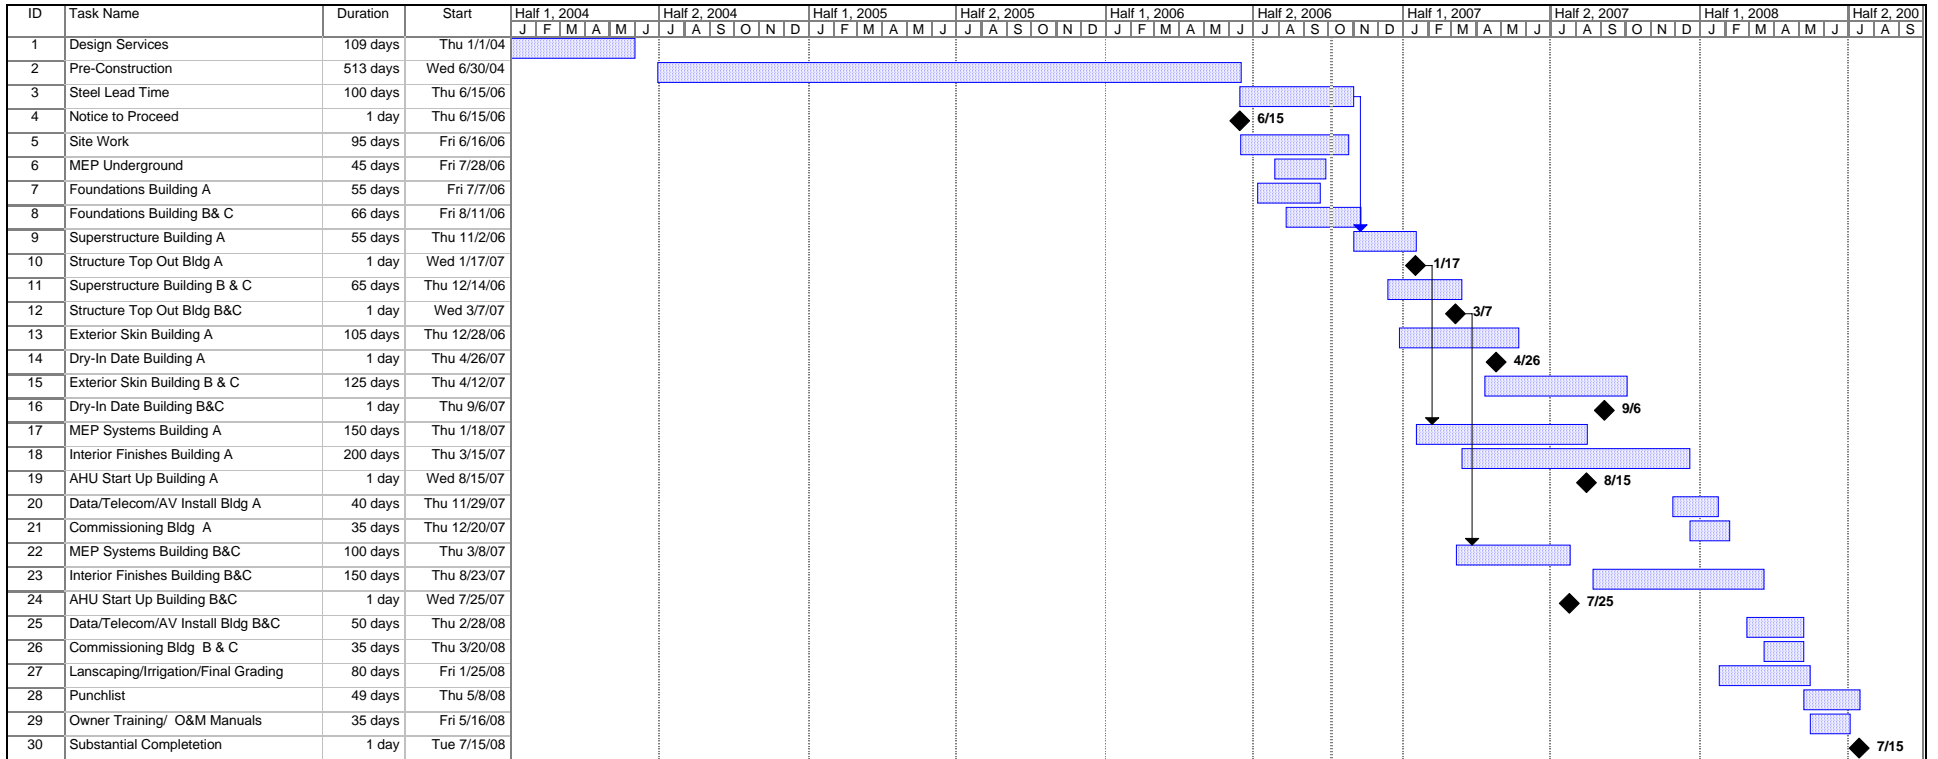 ID Task Name Duration Start Half 1, 2004 Half 2, 2004 Half 1, 2005 Half 2, 2005 Half 1, 2006 Half 2, 2006 Half 1, 2007 Half 2, 2007 Half 1, 2008 Half 2, 200
J F M A M J J A S O N D J F M A M J J A S O N D J F M A M J J A S O N D J F M A M J J A S O N D J F M A M J J A S
1 Design Services 109 days Thu 1/1/04
2 Pre-Construction 513 days Wed 6/30/04
3 Steel Lead Time 100 days Thu 6/15/06
4 Notice to Proceed 1 day Thu 6/15/06 6/15
5 Site Work 95 days Fri 6/16/06
6 MEP Underground 45 days Fri 7/28/06
7 Foundations Building A 55 days Fri 7/7/06
8 Foundations Building B& C 66 days Fri 8/11/06
9 Superstructure Building A 55 days Thu 11/2/06
10 Structure Top Out Bldg A 1 day Wed 1/17/07 1/17
11 Superstructure Building B & C 65 days Thu 12/14/06
12 Structure Top Out Bldg B&C 1 day Wed 3/7/07 3/7
13 Exterior Skin Building A 105 days Thu 12/28/06
14 Dry-In Date Building A 1 day Thu 4/26/07 4/26
15 Exterior Skin Building B & C 125 days Thu 4/12/07
16 Dry-In Date Building B&C 1 day Thu 9/6/07 9/6
17 MEP Systems Building A 150 days Thu 1/18/07
18 Interior Finishes Building A 200 days Thu 3/15/07
19 AHU Start Up Building A 1 day Wed 8/15/07 8/15
20 Data/Telecom/AV Install Bldg A 40 days Thu 11/29/07
21 Commissioning Bldg A 35 days Thu 12/20/07
22 MEP Systems Building B&C 100 days Thu 3/8/07
23 Interior Finishes Building B&C 150 days Thu 8/23/07
24 AHU Start Up Building B&C 1 day Wed 7/25/07 7/25
25 Data/Telecom/AV Install Bldg B&C 50 days Thu 2/28/08
26 Commissioning Bldg B & C 35 days Thu 3/20/08
27 Lanscaping/Irrigation/Final Grading 80 days Fri 1/25/08
28 Punchlist 49 days Thu 5/8/08
29 Owner Training/ O&M Manuals 35 days Fri 5/16/08
30 Substantial Completetion 1 day Tue 7/15/08 7/15